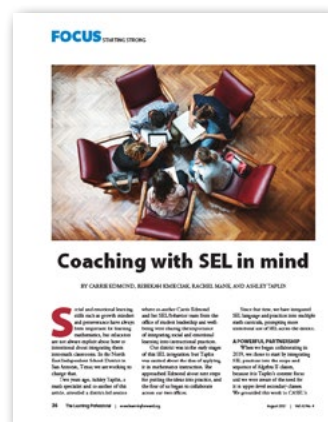 FOCUS STARTING STRONG
Coaching with SEL in mind
BY CARRIE EDMOND, REBEKAH KMIECIAK, RACHEL MANE, AND ASHLEY TAPLIN
Social and emotional learning
skills such as growth mindset
and perseverance have always
been important for learning
mathematics, but educators
are not always explicit about how or
intentional about integrating them
into math classrooms. In the North
East Independent School District in
San Antonio, Texas, we are working to
change that.
Two years ago, Ashley Taplin, a
math specialist and co-author of this
article, attended a district-led session
where co-author Carrie Edmond
and her SEL/behavior team from the
office of student leadership and well-
being were sharing the importance
of integrating social and emotional
learning into instructional practices.
Our district was in the early stages
of this SEL integration, but Taplin
was excited about the idea of applying
it in mathematics instruction. She
approached Edmond about next steps
for putting the ideas into practice, and
the four of us began to collaborate
across our two offices.
Since that time, we have integrated
SEL language and practices into multiple
math curricula, prompting more
intentional use of SEL across the district.
A POWERFUL PARTNERSHIP
When we began collaborating in
2019, we chose to start by integrating
SEL practices into the scope and
sequence of Algebra II classes,
because it is Taplin's content focus
and we were aware of the need for
it in upper-level secondary classes.
We grounded this work in CASEL's
36 The Learning Professional | www.learningforward.org
August 2021 | Vol. 42 No. 4